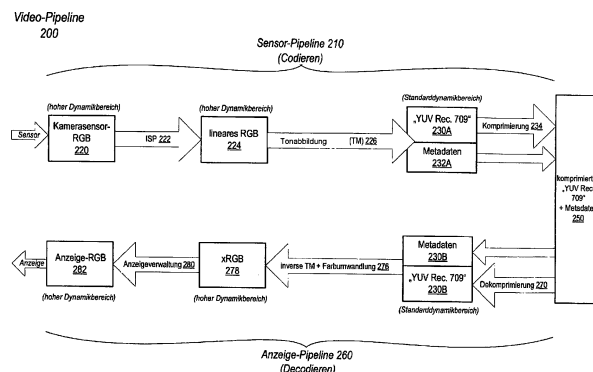 Video-Pipeline
200
Sensor-Pipeline 210
(Codieren)
(hoher Dynamikbereich)
(hoher Dynamikbereich)
(Standarddynamikbereich)
Sensor
Kamerasensor-
RGB
220
ISP 222
lineares RGB
224
Tonabbildung (TM) 226
„YUV Rec. 709“
230A
Metadaten
232A
Komprimierung 234
komprimiert
„YUV Rec.
709“
+ Metadate
250
Anzeige
Anzeige-RGB
282
Anzeigeverwaltung 280
xRGB
278
Inverse TM + Farbumwandlung 276
Metadaten
230B
„YUV Rec. 709“
230B
Dekomprimierung 270
(hoher Dynamikbereich)
(hoher Dynamikbereich)
(Standarddynamikbereich)
Anzeige-Pipeline 260
(Decodieren)